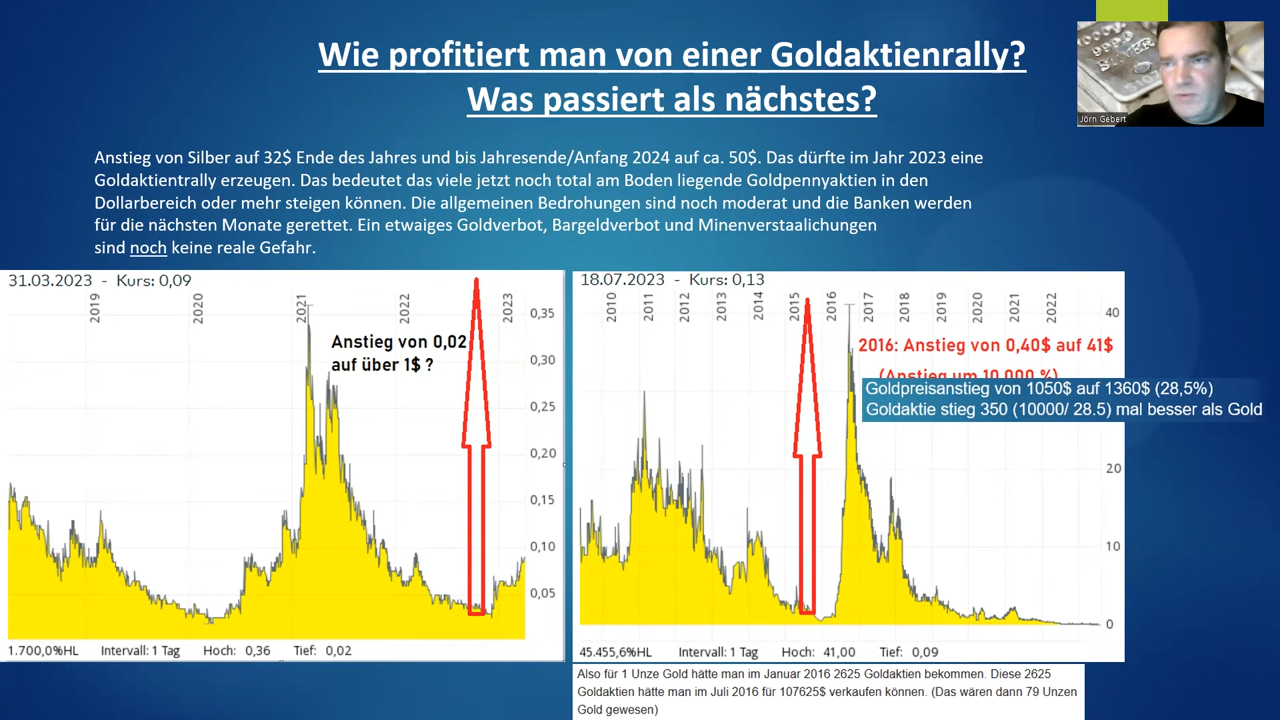 Wie profitiert man von einer Goldaktienrally?
Was passiert als nächstes?
SILVER
Jörn Gebert
Anstieg von Silber auf 32$ Ende des Jahres und bis Jahresende/Anfang 2024 auf ca. 50$. Das dürfte im Jahr 2023 eine
Goldaktientrally erzeugen. Das bedeutet das viele jetzt noch total am Boden liegende Goldpennyaktien in den
Dollarbereich oder mehr steigen können. Die allgemeinen Bedrohungen sind noch moderat und die Banken werden
für die nächsten Monate gerettet. Ein etwaiges Goldverbot, Bargeldverbot und Minenverstaalichungen
sind noch keine reale Gefahr.
31.03.2023 - Kurs: 0,09
2019 2020 2021 2022 2023
Anstieg von 0,02
auf über 1$ ?
0,35
0,30
0,25
0,20
0,15
0,10
0,05
1.700,0%HL Intervall: 1 Tag Hoch: 0,36 Tief: 0,02
18.07.2023 - Kurs: 0,13
2010 2011 2012 2013 2014 2015 2016 2017 2018 2019 2020 2021 2022
40
2016: Anstieg von 0,40$ auf 41$
(Anstieg um 10.000 %)
Goldpreisanstieg von 1050$ auf 1360$ (28,5%)
Goldaktie stieg 350 (10000/ 28.5) mal besser als Gold
20
10
0
45.455,6%HL Intervall: 1 Tag Hoch: 41,00 Tief: 0,09
Also für 1 Unze Gold hätte man im Januar 2016 2625 Goldaktien bekommen. Diese 2625
Goldaktien hätte man im Juli 2016 für 107625$ verkaufen können. (Das wären dann 79 Unzen
Gold gewesen)